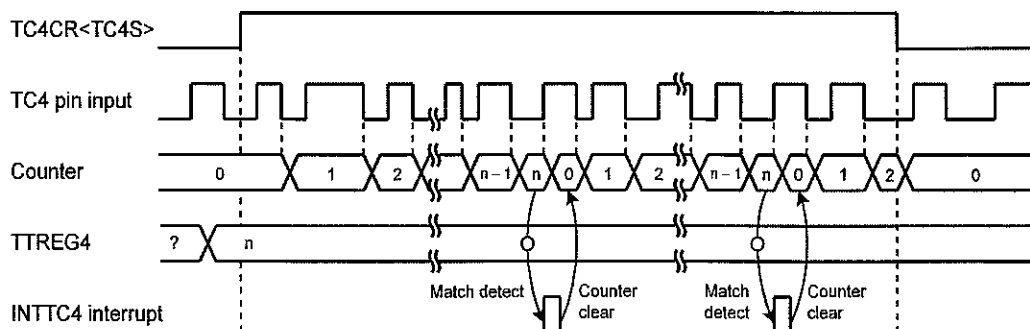 TC4CR<TC4S>
TC4 pin input
Counter
0 1 2 n-1 n 0 1 2 n-1 n 0 1 2 0
TTREG4
? n
Match detect
Counter clear
Match detect
Counter clear
INTTC4 interrupt